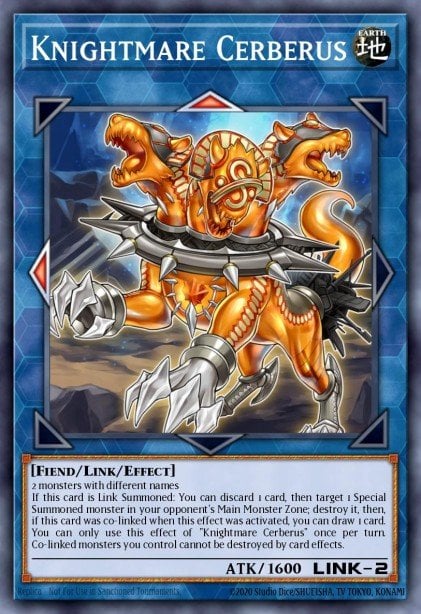 Knightmare Cerberus
EARTH
地
[Fiend/Link/Effect]
2 monsters with different names
If this card is Link Summoned: You can discard 1 card, then target 1 Special
Summoned monster in your opponent's Main Monster Zone; destroy it, then,
if this card was co-linked when this effect was activated, you can draw 1 card.
You can only use this effect of "Knightmare Cerberus" once per turn.
Co-linked monsters you control cannot be destroyed by card effects.
ATK/1600 LINK-2
Replica - Not For Use in Sanctioned Tournaments ©2020 Studio Dice/SHUEISHA, TV TOKYO, KONAMI